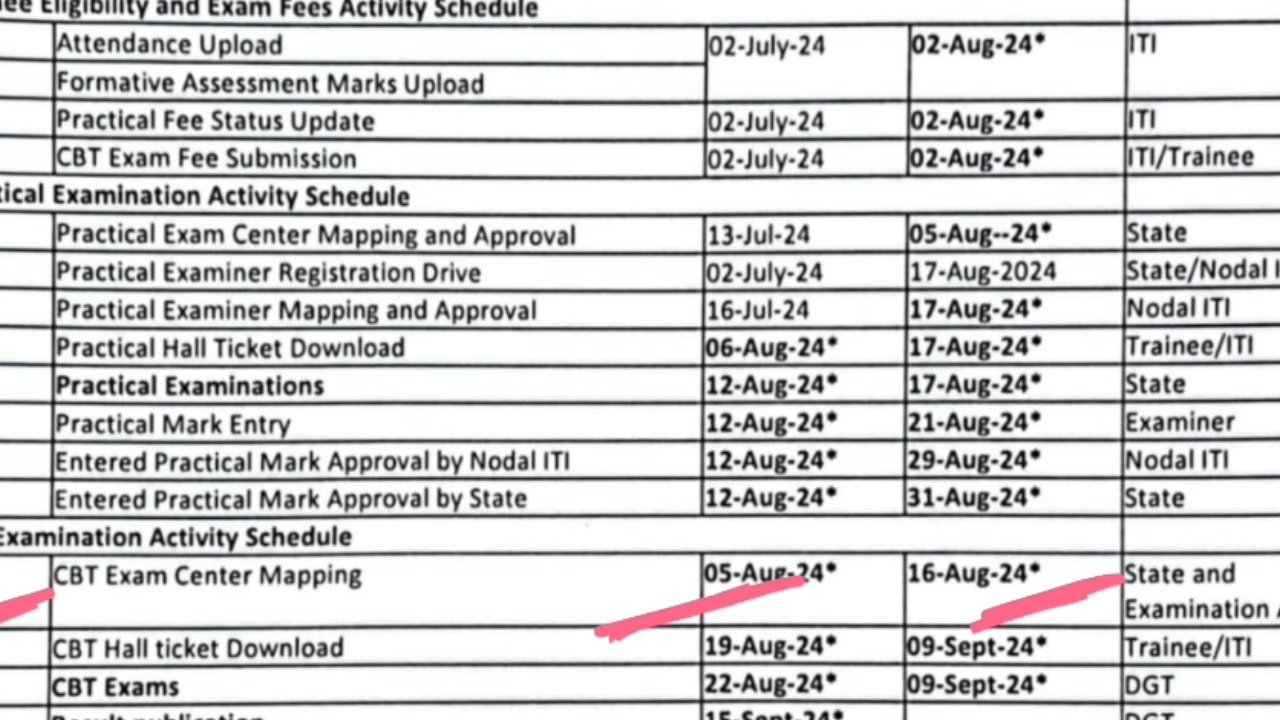 ee Eligibility and Exam Fees Activity Schedule
Attendance Upload 02-July-24 02-Aug-24* ITI
Formative Assessment Marks Upload
Practical Fee Status Update 02-July-24 02-Aug-24* ITI
CBT Exam Fee Submission 02-July-24 02-Aug-24* ITI/Trainee
tical Examination Activity Schedule
Practical Exam Center Mapping and Approval 13-Jul-24 05-Aug--24* State
Practical Examiner Registration Drive 02-July-24 17-Aug-2024 State/Nodal I
Practical Examiner Mapping and Approval 16-Jul-24 17-Aug-24* Nodal ITI
Practical Hall Ticket Download 06-Aug-24* 17-Aug-24* Trainee/ITI
Practical Examinations 12-Aug-24* 17-Aug-24* State
Practical Mark Entry 12-Aug-24* 21-Aug-24* Examiner
Entered Practical Mark Approval by Nodal ITI 12-Aug-24* 29-Aug-24* Nodal ITI
Entered Practical Mark Approval by State 12-Aug-24* 31-Aug-24* State
Examination Activity Schedule
CBT Exam Center Mapping 05-Aug-24* 16-Aug-24* State and
Examination A
CBT Hall ticket Download 19-Aug-24* 09-Sept-24* Trainee/ITI
CBT Exams 22-Aug-24* 09-Sept-24* DGT
Result publication 15-Sept-24* DGT